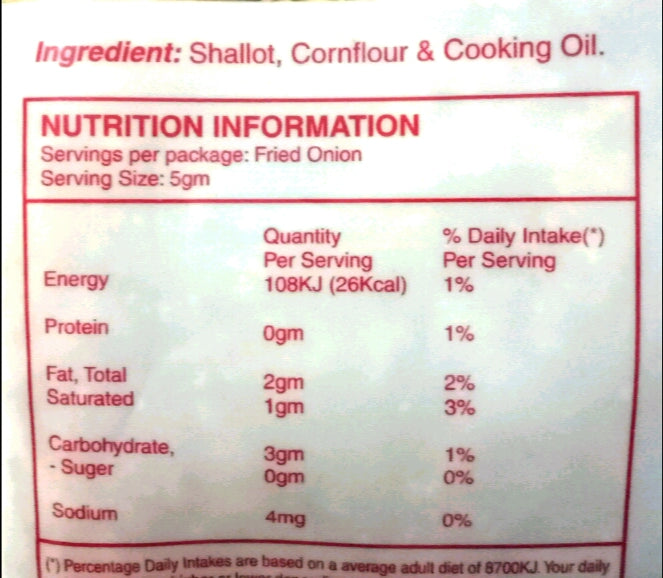 Ingredient: Shallot, Cornflour & Cooking Oil.
NUTRITION INFORMATION
Servings per package: Fried Onion
Serving Size: 5gm
Quantity % Daily Intake(*)
Per Serving Per Serving
Energy 108KJ (26Kcal) 1%
Protein 0gm 1%
Fat, Total 2gm 2%
Saturated 1gm 3%
Carbohydrate, 3gm 1%
- Suger 0gm 0%
Sodium 4mg 0%
(*) Percentage Daily Intakes are based on a average adult diet of 8700KJ. Your daily